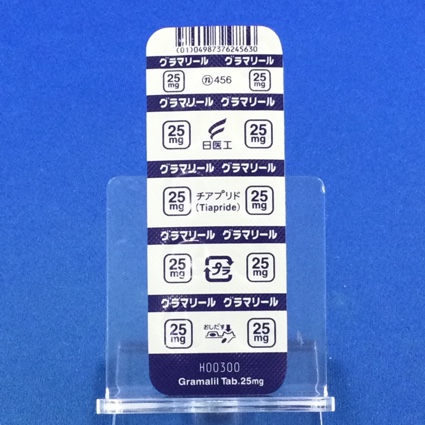 (01)04987376245630
グラマリール グラマリール
25mg ⓝ456 25mg
グラマリール グラマリール
25mg 日医工 25mg
グラマリール グラマリール
25mg チアプリド 25mg
(Tiapride)
グラマリール グラマリール
25mg プラ 25mg
グラマリール グラマリール
25mg おしだす 25mg
H00300
Gramalil Tab.25mg